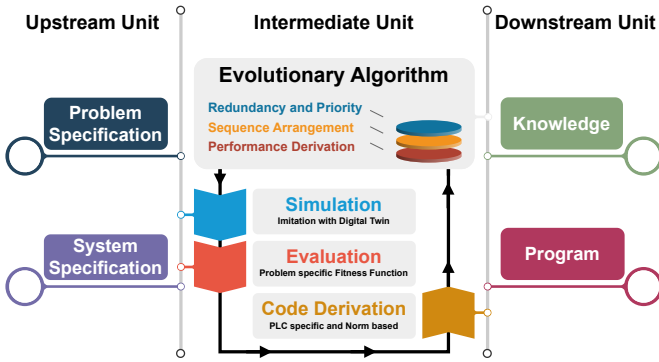 Upstream Unit
Intermediate Unit
Downstream Unit
Evolutionary Algorithm
Redundancy and Priority
Sequence Arrangement
Performance Derivation
Problem
Specification
Knowledge
Simulation
Imitation with Digital Twin
System
Specification
Evaluation
Problem specific Fitness Function
Program
Code Derivation
PLC specific and Norm based